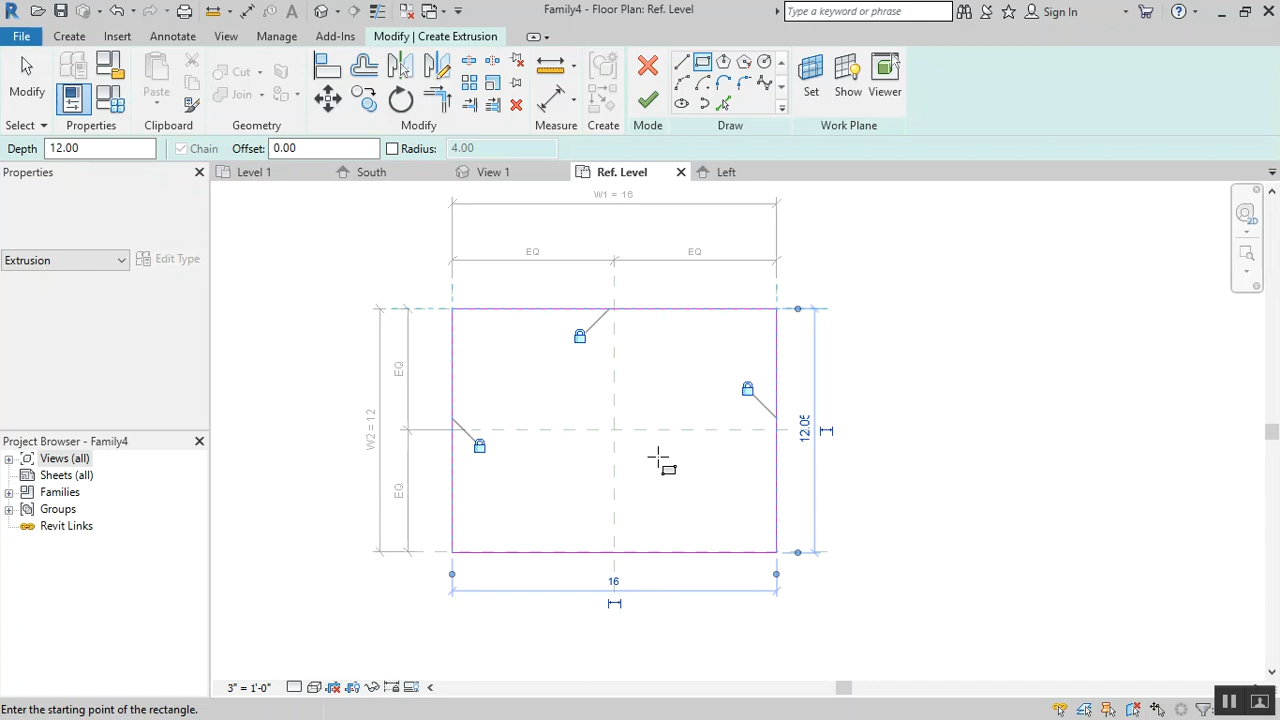 Family4 - Floor Plan: Ref. Level
Type a keyword or phrase
Sign In
File
Create
Insert
Annotate
View
Manage
Add-Ins
Modify | Create Extrusion
Modify
Paste
Cut
Join
Set
Show
Viewer
Select
Properties
Clipboard
Geometry
Modify
Measure
Create
Mode
Draw
Work Plane
Depth
12.00
Chain
Offset:
0.00
Radius:
4.00
Properties
Level 1
South
View 1
Ref. Level
Left
Extrusion
Edit Type
W1 = 16
EQ
EQ
EQ
EQ
W2 = 12
12.05
16
2D
Project Browser - Family4
Views (all)
Sheets (all)
Families
Groups
Revit Links
3" = 1'-0"
Enter the starting point of the rectangle.